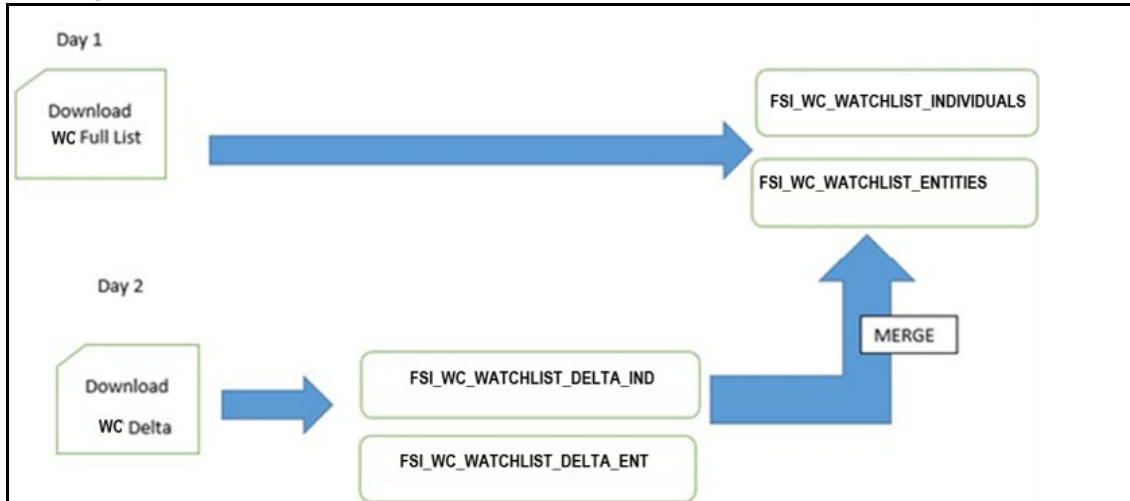 Day 1
Download
WC Full List
FSI_WC_WATCHLIST_INDIVIDUALS
FSI_WC_WATCHLIST_ENTITIES
Day 2
Download
WC Delta
FSI_WC_WATCHLIST_DELTA_IND
FSI_WC_WATCHLIST_DELTA_ENT
MERGE